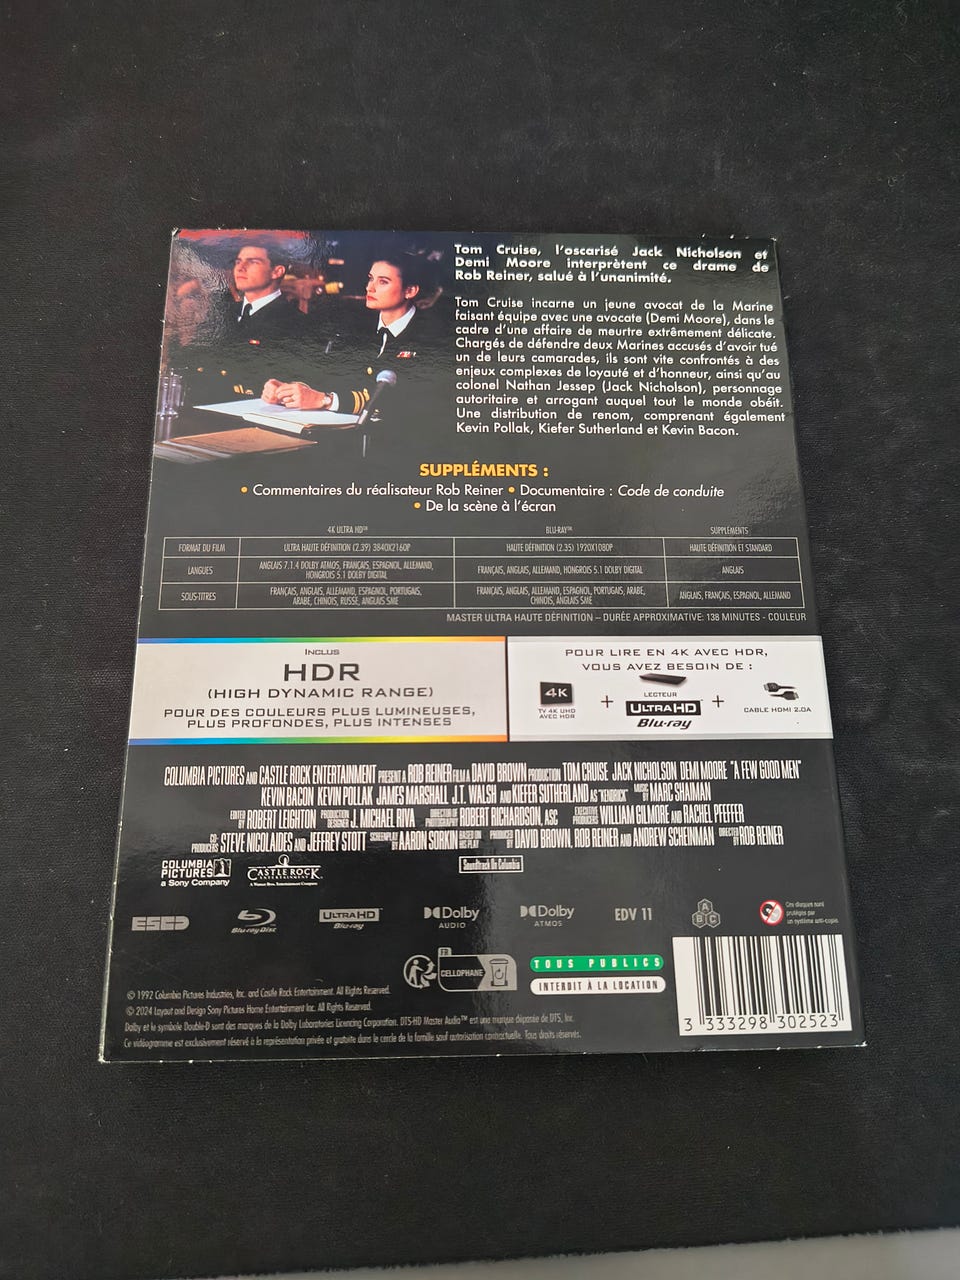 Tom Cruise, l'oscarisé Jack Nicholson et
Demi Moore interprètent ce drame de
Rob Reiner, salué à l'unanimité.
Tom Cruise incarne un jeune avocat de la Marine
faisant équipe avec une avocate (Demi Moore), dans le
cadre d'une affaire de meurtre extrêmement délicate.
Chargés de défendre deux Marines accusés d'avoir tué
un de leurs camarades, ils sont vite confrontés à des
enjeux complexes de loyauté et d'honneur, ainsi qu'au
colonel Nathan Jessep (Jack Nicholson), personnage
autoritaire et arrogant auquel tout le monde obéit.
Une distribution de renom, comprenant également
Kevin Pollak, Kiefer Sutherland et Kevin Bacon.
SUPPLÉMENTS :
• Commentaires du réalisateur Rob Reiner • Documentaire : Code de conduite
• De la scène à l'écran
4K ULTRA HD™ BLU-RAY™ SUPPLÉMENTS
FORMAT DU FILM ULTRA HAUTE DÉFINITION (2.39) 3840X2160P HAUTE DÉFINITION (2.35) 1920X1080P HAUTE DÉFINITION ET STANDARD
LANGUES ANGLAIS 7.1.4 DOLBY ATMOS, FRANÇAIS, ESPAGNOL, ALLEMAND, HONGROIS 5.1 DOLBY DIGITAL FRANÇAIS, ANGLAIS, ALLEMAND, HONGROIS 5.1 DOLBY DIGITAL ANGLAIS
SOUS-TITRES FRANÇAIS, ANGLAIS, ALLEMAND, ESPAGNOL, PORTUGAIS, ARABE, CHINOIS, RUSSE, ANGLAIS SME FRANÇAIS, ANGLAIS, ALLEMAND, ESPAGNOL, PORTUGAIS, ARABE, CHINOIS, ANGLAIS SME ANGLAIS, FRANÇAIS, ESPAGNOL, ALLEMAND
MASTER ULTRA HAUTE DÉFINITION – DURÉE APPROXIMATIVE: 138 MINUTES - COULEUR
INCLUS
HDR
(HIGH DYNAMIC RANGE)
POUR DES COULEURS PLUS LUMINEUSES,
PLUS PROFONDES, PLUS INTENSES
POUR LIRE EN 4K AVEC HDR,
VOUS AVEZ BESOIN DE :
4K
TV 4K UHD
AVEC HDR
+
LECTEUR
ULTRA HD
Blu-ray
+
CABLE HDMI 2.0A
COLUMBIA PICTURES AND CASTLE ROCK ENTERTAINMENT PRESENT A ROB REINER FILM A DAVID BROWN PRODUCTION TOM CRUISE JACK NICHOLSON DEMI MOORE "A FEW GOOD MEN"
KEVIN BACON KEVIN POLLAK JAMES MARSHALL J.T. WALSH AND KIEFER SUTHERLAND AS "KENDRICK" MUSIC BY MARC SHAIMAN
EDITED BY ROBERT LEIGHTON PRODUCTION DESIGNER J. MICHAEL RIVA DIRECTOR OF PHOTOGRAPHY ROBERT RICHARDSON, ASC EXECUTIVE PRODUCERS WILLIAM GILMORE AND RACHEL PFEFFER
CO-PRODUCERS STEVE NICOLAIDES AND JEFFREY STOTT SCREENPLAY BY AARON SORKIN BASED ON HIS PLAY PRODUCED BY DAVID BROWN, ROB REINER AND ANDREW SCHEINMAN DIRECTED BY ROB REINER
COLUMBIA
PICTURES
a Sony Company
CASTLE ROCK
ENTERTAINMENT
A Warner Bros. Entertainment Company
Soundtrack On Columbia
ESCD
Blu-ray Disc
ULTRA HD
Blu-ray
Dolby
AUDIO
Dolby
ATMOS
EDV 11
A
B C
Ces disques sont
protégés par
un système anti-copie
FR
CELLOPHANE
TOUS PUBLICS
INTERDIT À LA LOCATION
3 333298 302523
© 1992 Columbia Pictures Industries, Inc. and Castle Rock Entertainment. All Rights Reserved.
© 2024 Layout and Design Sony Pictures Home Entertainment Inc. All Rights Reserved.
Dolby et le symbole Double-D sont des marques de la Dolby Laboratories Licencing Corporation. DTS-HD Master Audio™ est une marque déposée de DTS, Inc.
Ce vidéogramme est exclusivement réservé à la représentation privée et gratuite dans le cercle de la famille sauf autorisation contractuelle. Tous droits réservés.